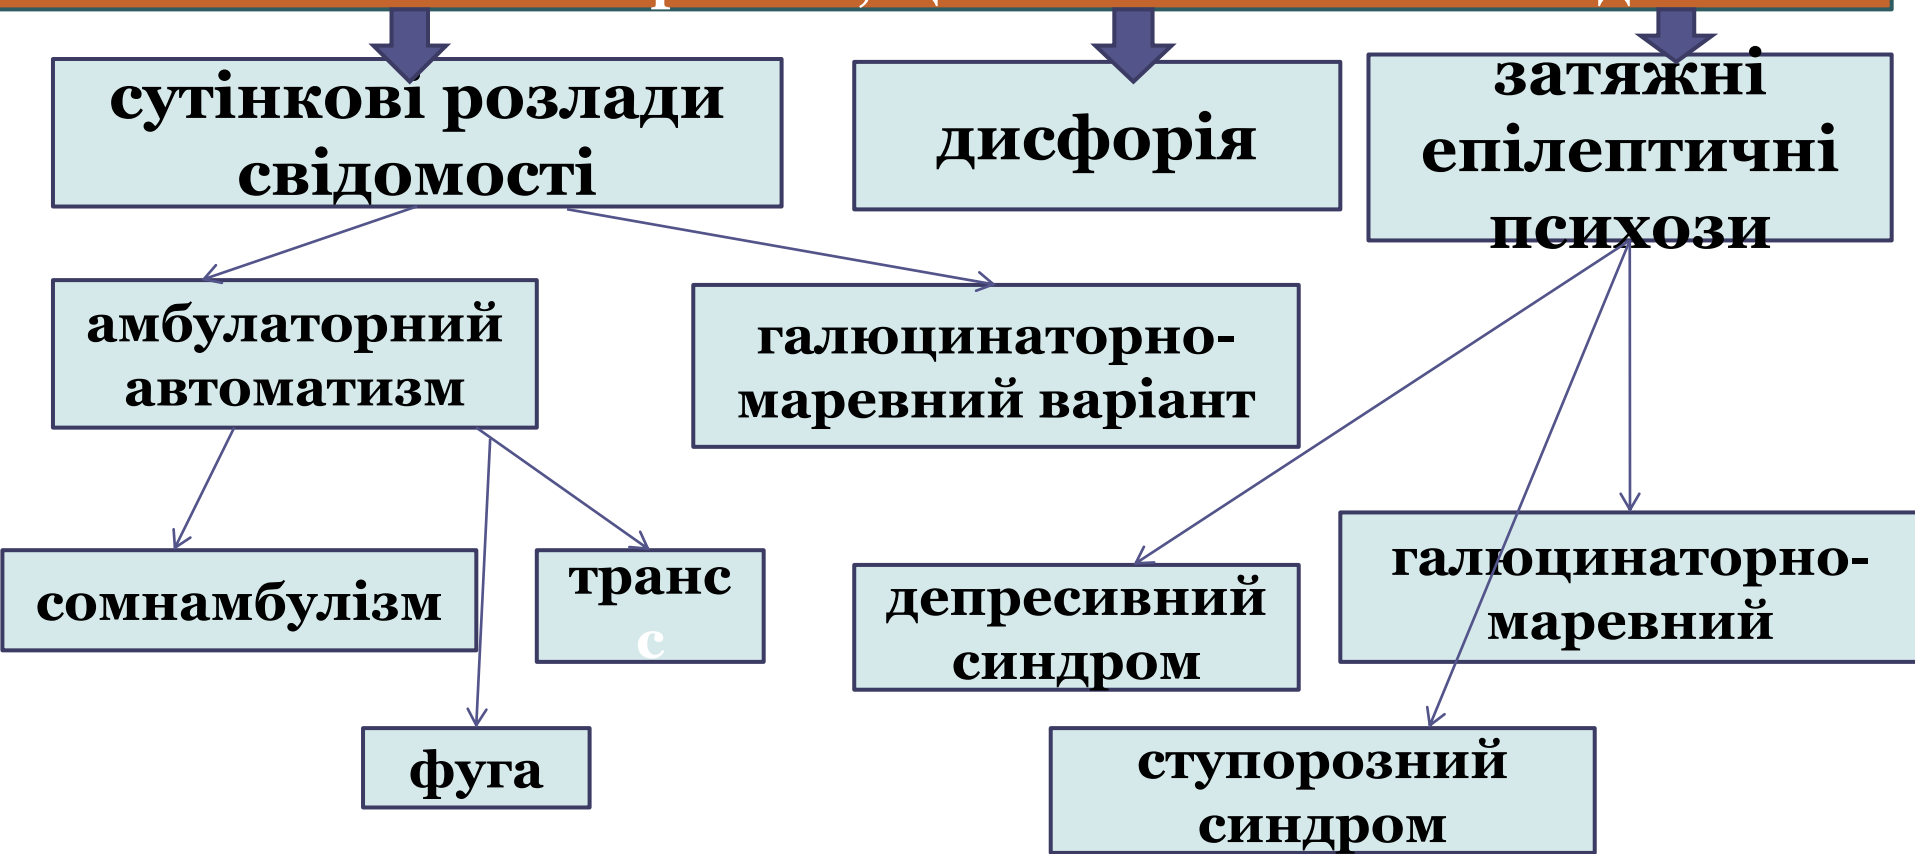 сутінкові розлади
свідомості
дисфорія
затяжні
епілептичні
психози
амбулаторний
автоматизм
галюцинаторно-
маревний варіант
сомнамбулізм
транс
с
депресивний
синдром
галюцинаторно-
маревний
фуга
ступорозний
синдром